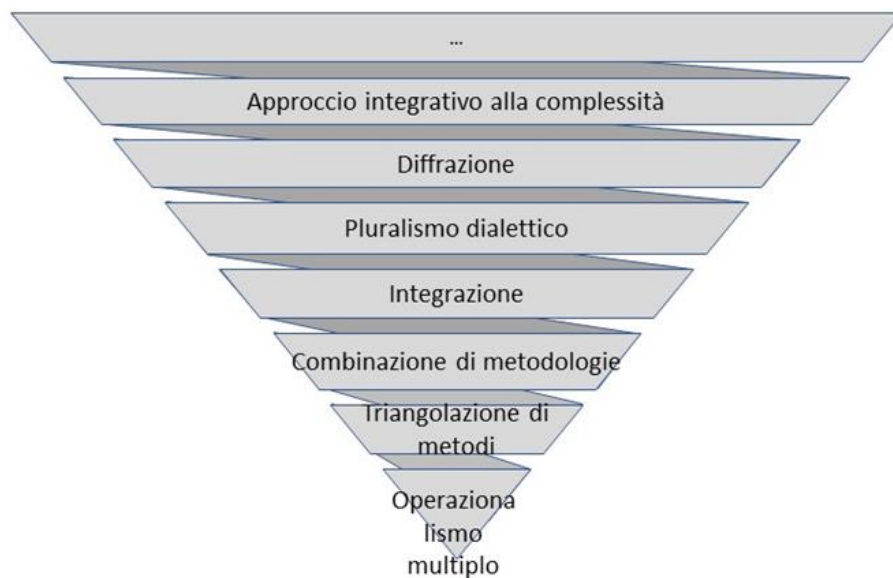 ...
Approccio integrativo alla complessità
Diffrazione
Pluralismo dialettico
Integrazione
Combinazione di metodologie
Triangolazione di
metodi
Operaziona
lismo
multiplo